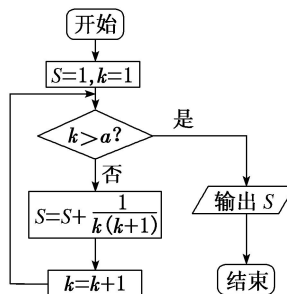 开始
S=1,k=1
k>a?
是
否
S=S+1/k(k+1)
输出 S
k=k+1
结束